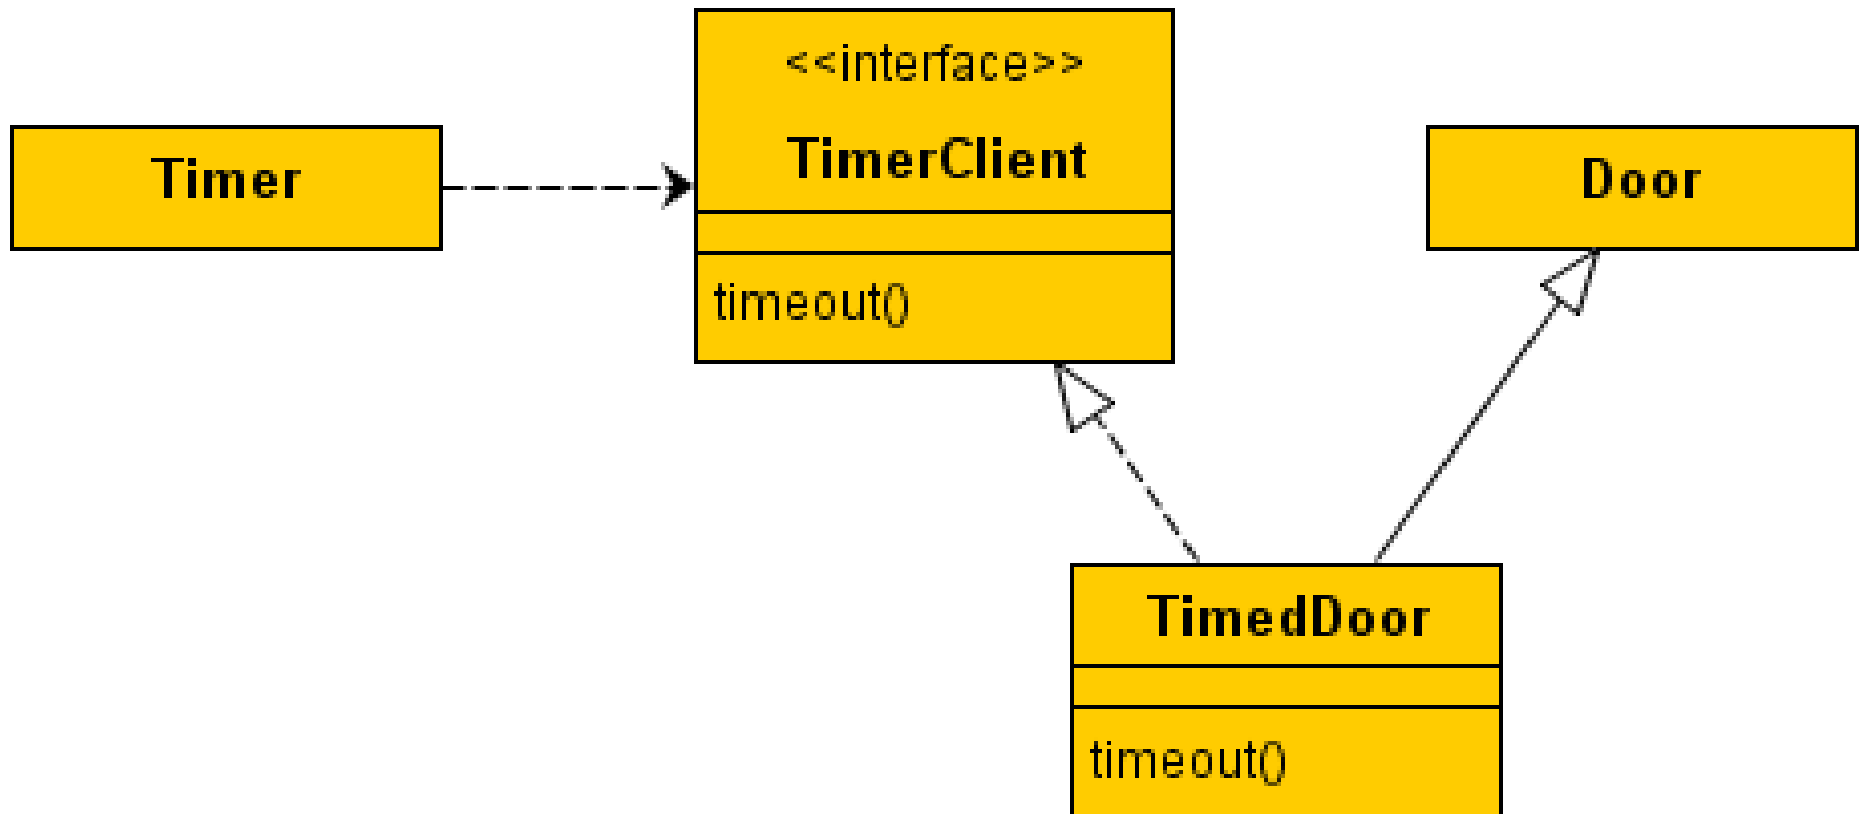 <<interface>>
TimerClient
timeout()
Timer
Door
TimedDoor
timeout()